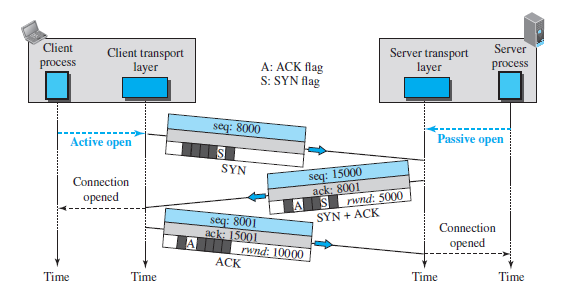 Client
process
Client transport
layer
A: ACK flag
S: SYN flag
Server transport
layer
Server
process
Active open
Passive open
seq: 8000
S
SYN
seq: 15000
ack: 8001
A S rwnd: 5000
SYN + ACK
Connection
opened
seq: 8001
ack: 15001
A rwnd: 10000
ACK
Connection
opened
Time
Time
Time
Time